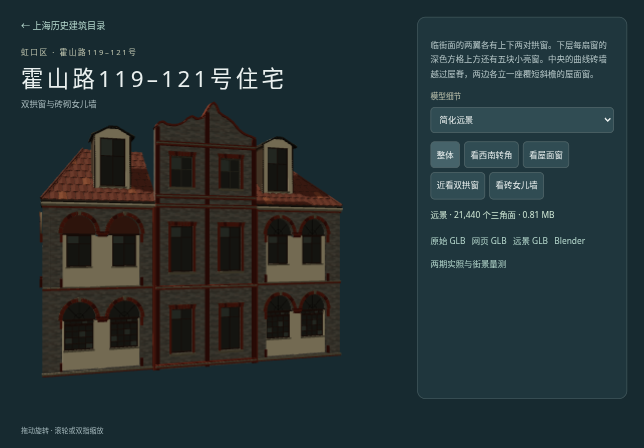 ← 上海历史建筑目录
虹口区 · 霍山路119–121号
霍山路119–121号住宅
双拱窗与砖砌女儿墙
临街面的两翼各有上下两对拱窗。下层每扇窗的
深色方格上方还有五块小亮窗。中央的曲线砖墙
越过屋脊，两边各立一座覆短斜檐的屋面窗。
模型细节
简化远景
整体
看西南转角
看屋面窗
近看双拱窗
看砖女儿墙
远景 · 21,440 个三角面 · 0.81 MB
原始 GLB 网页 GLB 远景 GLB Blender
两期实照与街景量测
拖动旋转 · 滚轮或双指缩放